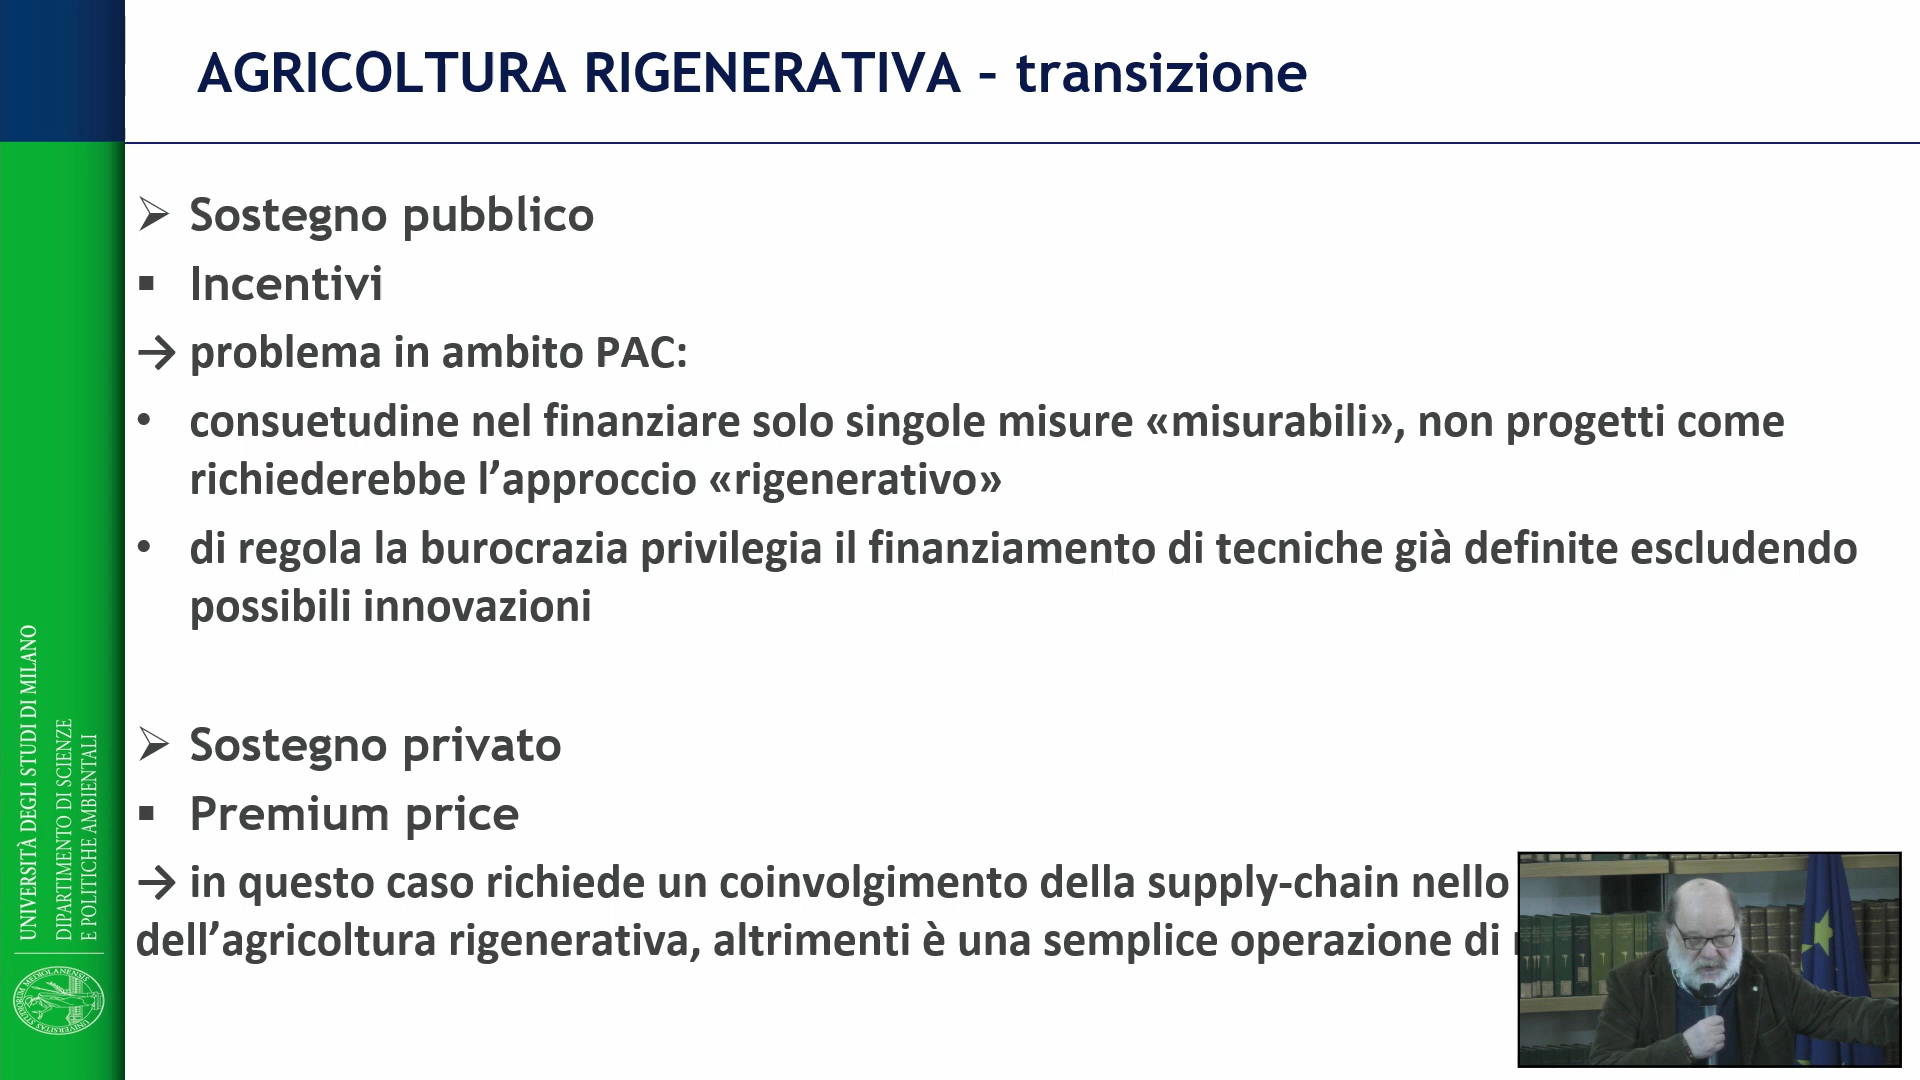 AGRICOLTURA RIGENERATIVA – transizione
➢ Sostegno pubblico
▪ Incentivi
→ problema in ambito PAC:
• consuetudine nel finanziare solo singole misure «misurabili», non progetti come
richiederebbe l’approccio «rigenerativo»
• di regola la burocrazia privilegia il finanziamento di tecniche già definite escludendo
possibili innovazioni
➢ Sostegno privato
▪ Premium price
→ in questo caso richiede un coinvolgimento della supply-chain nello
dell’agricoltura rigenerativa, altrimenti è una semplice operazione di
UNIVERSITÀ DEGLI STUDI DI MILANO
DIPARTIMENTO DI SCIENZE
E POLITICHE AMBIENTALI